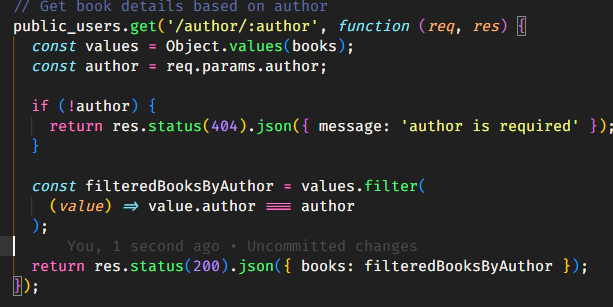 // Get book details based on author
public_users.get('/author/:author', function (req, res) {
  const values = Object.values(books);
  const author = req.params.author;

  if (!author) {
    return res.status(404).json({ message: 'author is required' });
  }

  const filteredBooksByAuthor = values.filter(
    (value) => value.author === author
  );
      You, 1 second ago • Uncommitted changes
  return res.status(200).json({ books: filteredBooksByAuthor });
});